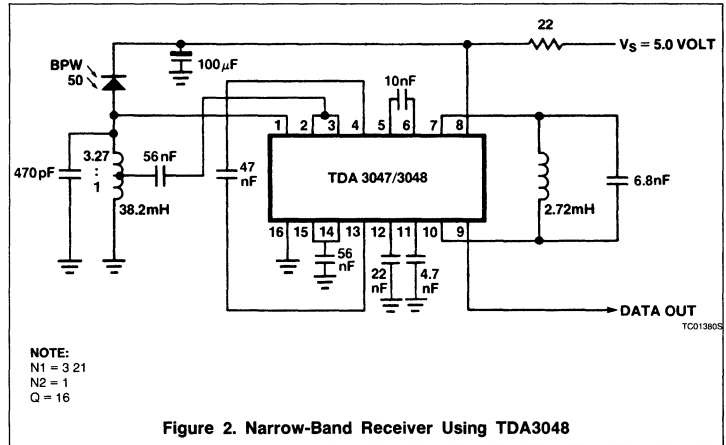 22
V_S = 5.0 VOLT
BPW
50
100μF
10nF
1 2 3 4 5 6 7 8
3.27
:
1
56nF
470pF
47
nF
TDA 3047/3048
6.8nF
38.2mH
2.72mH
16 15 14 13 12 11 10 9
56
nF
22
nF
4.7
nF
DATA OUT
TC01380S
NOTE:
N1 = 3 21
N2 = 1
Q = 16
Figure 2. Narrow-Band Receiver Using TDA3048